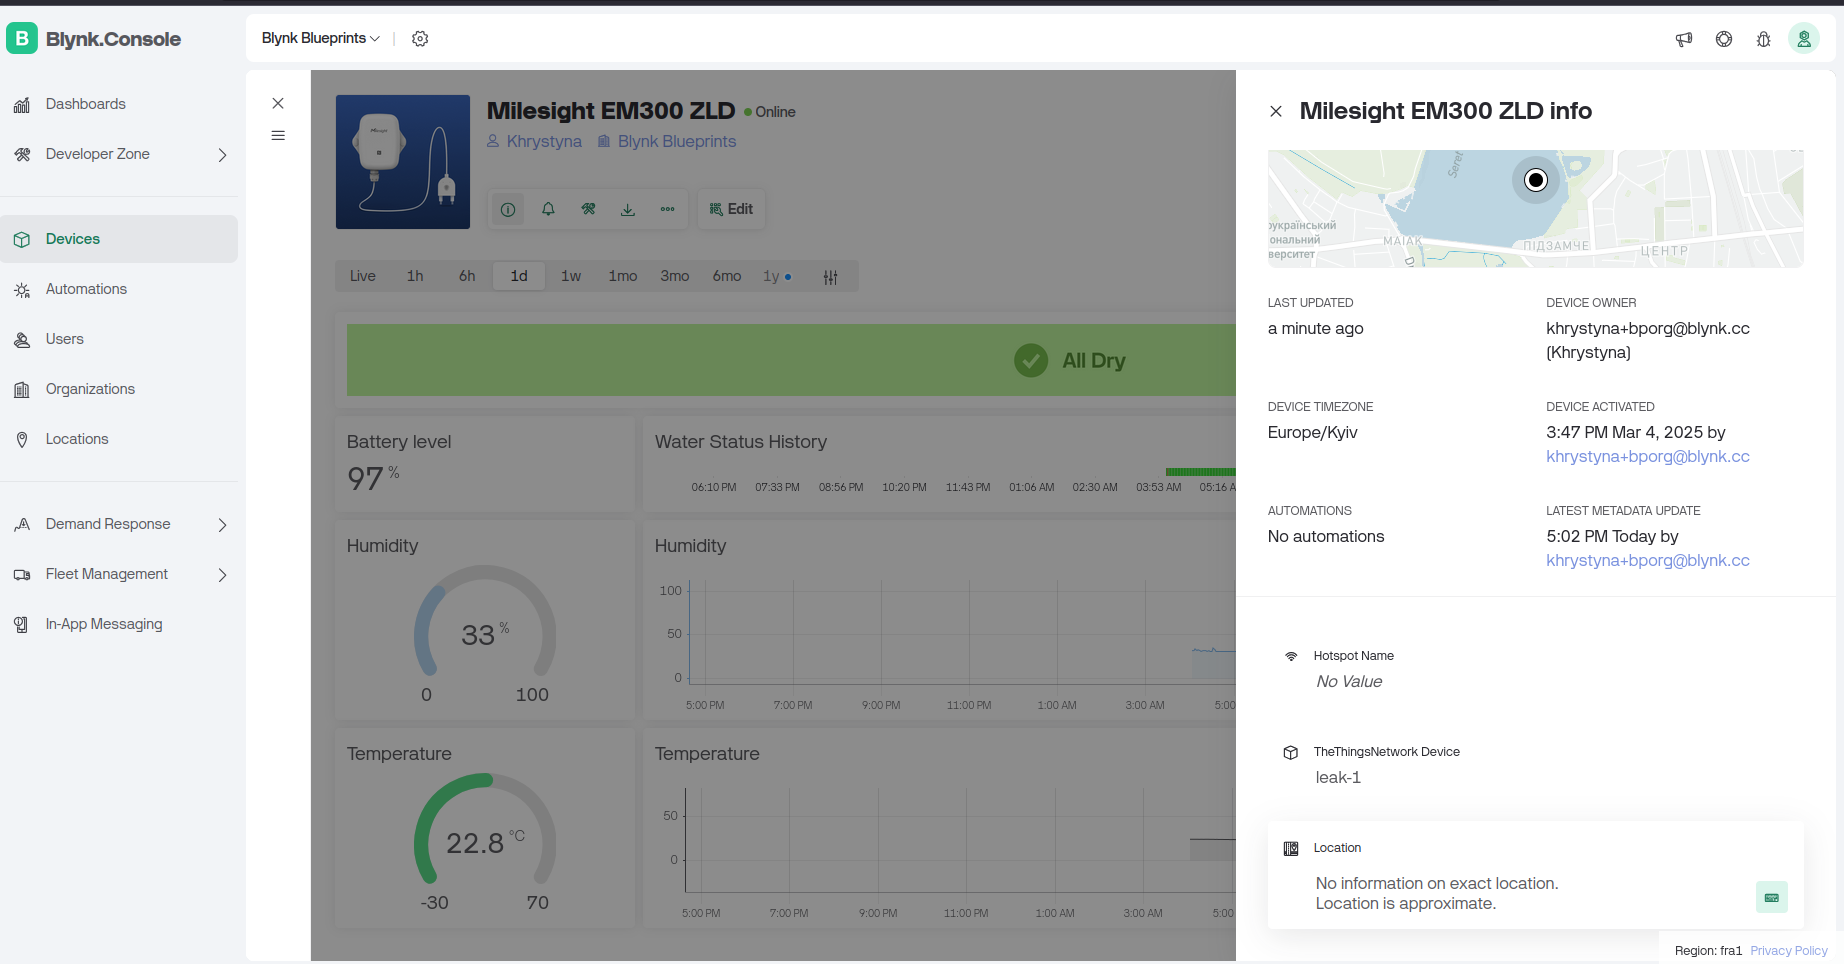 B Blynk.Console
Blynk Blueprints
Dashboards
Developer Zone
Devices
Automations
Users
Organizations
Locations
Demand Response
Fleet Management
In-App Messaging
Milesight EM300 ZLD Online
Khrystyna Blynk Blueprints
Edit
Live 1h 6h 1d 1w 1mo 3mo 6mo 1y
All Dry
Battery level
97 %
Water Status History
06:10 PM 07:33 PM 08:56 PM 10:20 PM 11:43 PM 01:06 AM 02:30 AM 03:53 AM 05:16 A
Humidity
33 %
0 100
Humidity
100
50
0
5:00 PM 7:00 PM 9:00 PM 11:00 PM 1:00 AM 3:00 AM 5:00
Temperature
22.8 °C
-30 70
Temperature
50
0
5:00 PM 7:00 PM 9:00 PM 11:00 PM 1:00 AM 3:00 AM 5:00
Milesight EM300 ZLD info
Seret
оукраїнський
ональний
верситет
МАІАК
ПІДЗАМЧЕ
ЦЕНТР
LAST UPDATED
a minute ago
DEVICE OWNER
khrystyna+bporg@blynk.cc
(Khrystyna)
DEVICE TIMEZONE
Europe/Kyiv
DEVICE ACTIVATED
3:47 PM Mar 4, 2025 by
khrystyna+bporg@blynk.cc
AUTOMATIONS
No automations
LATEST METADATA UPDATE
5:02 PM Today by
khrystyna+bporg@blynk.cc
Hotspot Name
No Value
TheThingsNetwork Device
leak-1
Location
No information on exact location.
Location is approximate.
Region: fra1 Privacy Policy